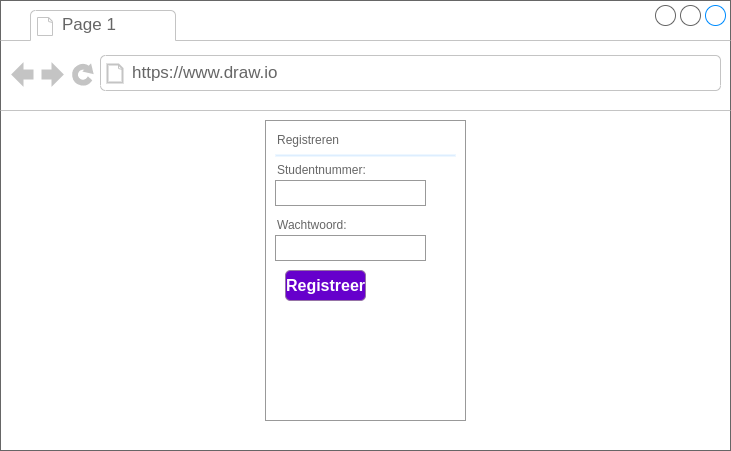 Page 1
https://www.draw.io
Registreren
Studentnummer:
Wachtwoord:
Registreer